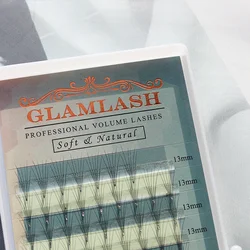 GLAMLASH
PROFESSIONAL VOLUME LASHES
Soft & Natural
13mm
13mm
13mm
13mm